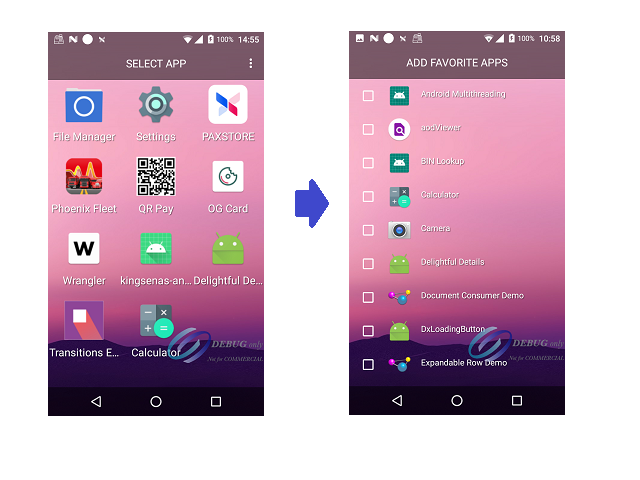 100% 14:55
SELECT APP
File Manager Settings PAXSTORE
Phoenix Fleet QR Pay OG Card
W
Wrangler kingsenas-an... Delightful De...
Transitions E... Calculator
DEBUG only
Not for COMMERCIAL
100% 10:58
ADD FAVORITE APPS
Android Multithreading
aodViewer
BIN Lookup
Calculator
Camera
Delightful Details
Document Consumer Demo
DxLoadingButton
DEBUG only
Not for COMMERCIAL
Expandable Row Demo